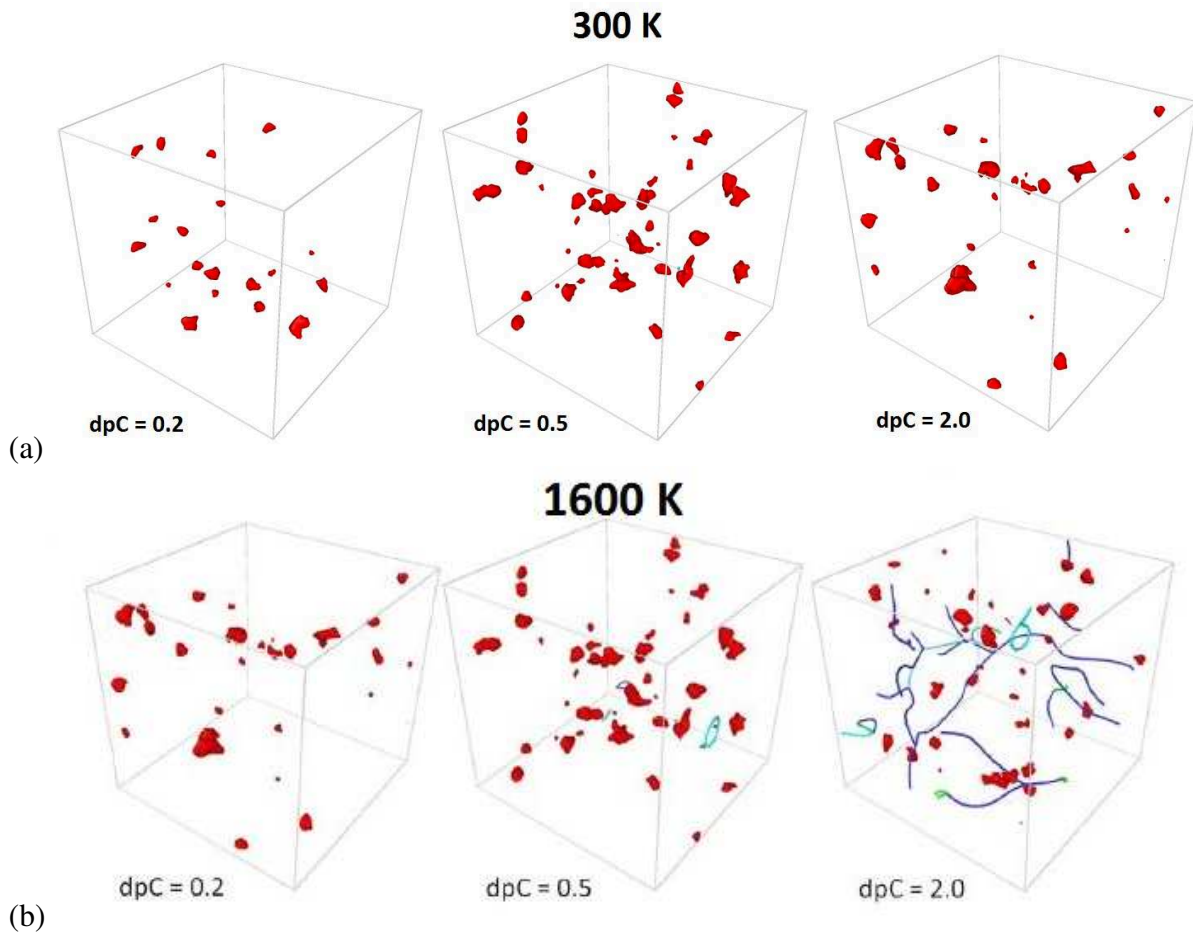 300 K
dpC = 0.2
dpC = 0.5
dpC = 2.0
(a)
1600 K
dpC = 0.2
dpC = 0.5
dpC = 2.0
(b)